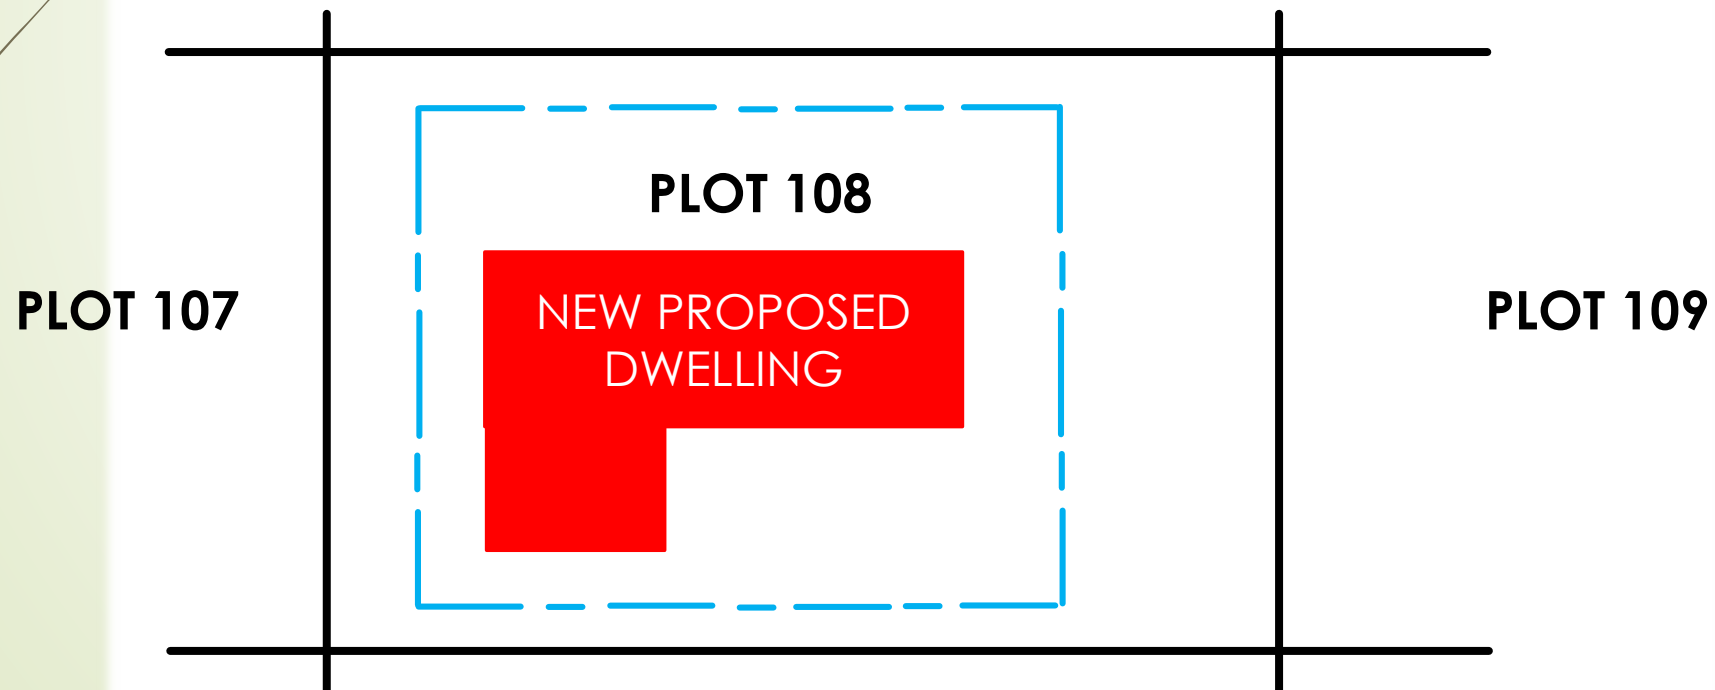 PLOT 108
PLOT 107
NEW PROPOSED
DWELLING
PLOT 109